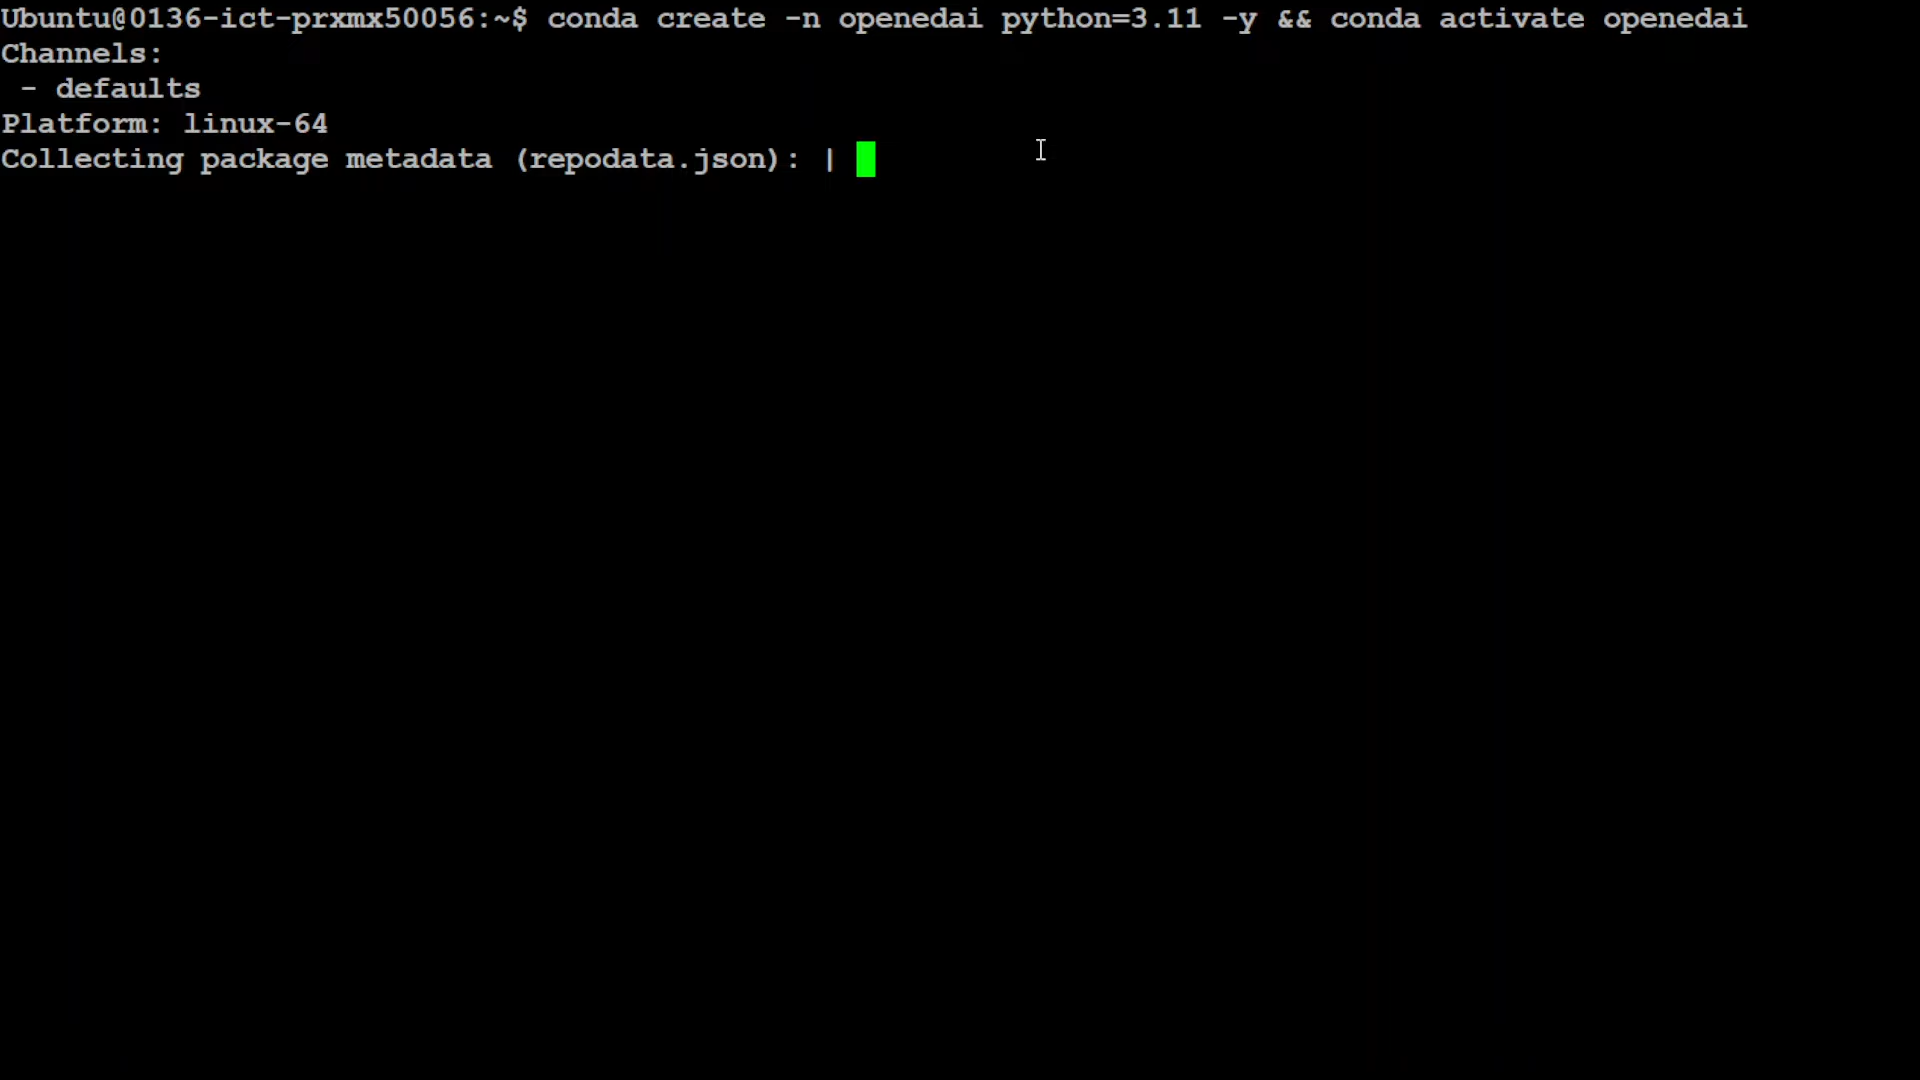 Ubuntu@0136-ict-prxmx50056:~$ conda create -n openedai python=3.11 -y && conda activate openedai
Channels:
 - defaults
Platform: linux-64
Collecting package metadata (repodata.json): |